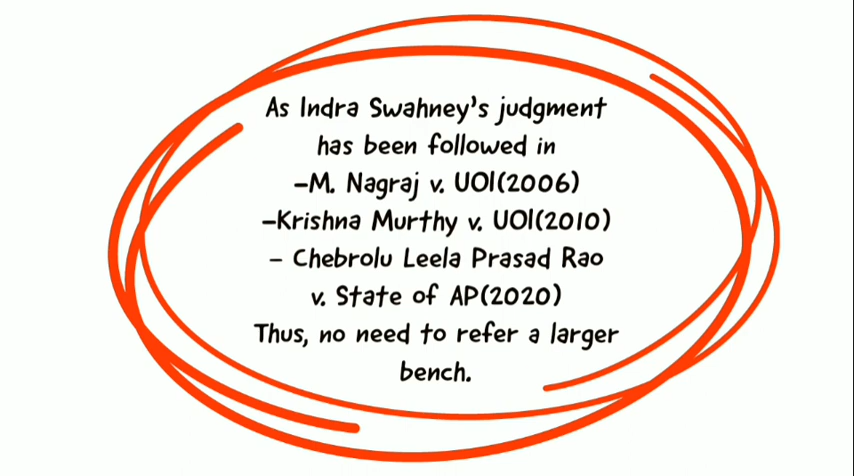 As Indra Swahney's judgment
has been followed in
-M. Nagraj v. UOI(2006)
-Krishna Murthy v. UOI(2010)
- Chebrolu Leela Prasad Rao
v. State of AP(2020)
Thus, no need to refer a larger
bench.